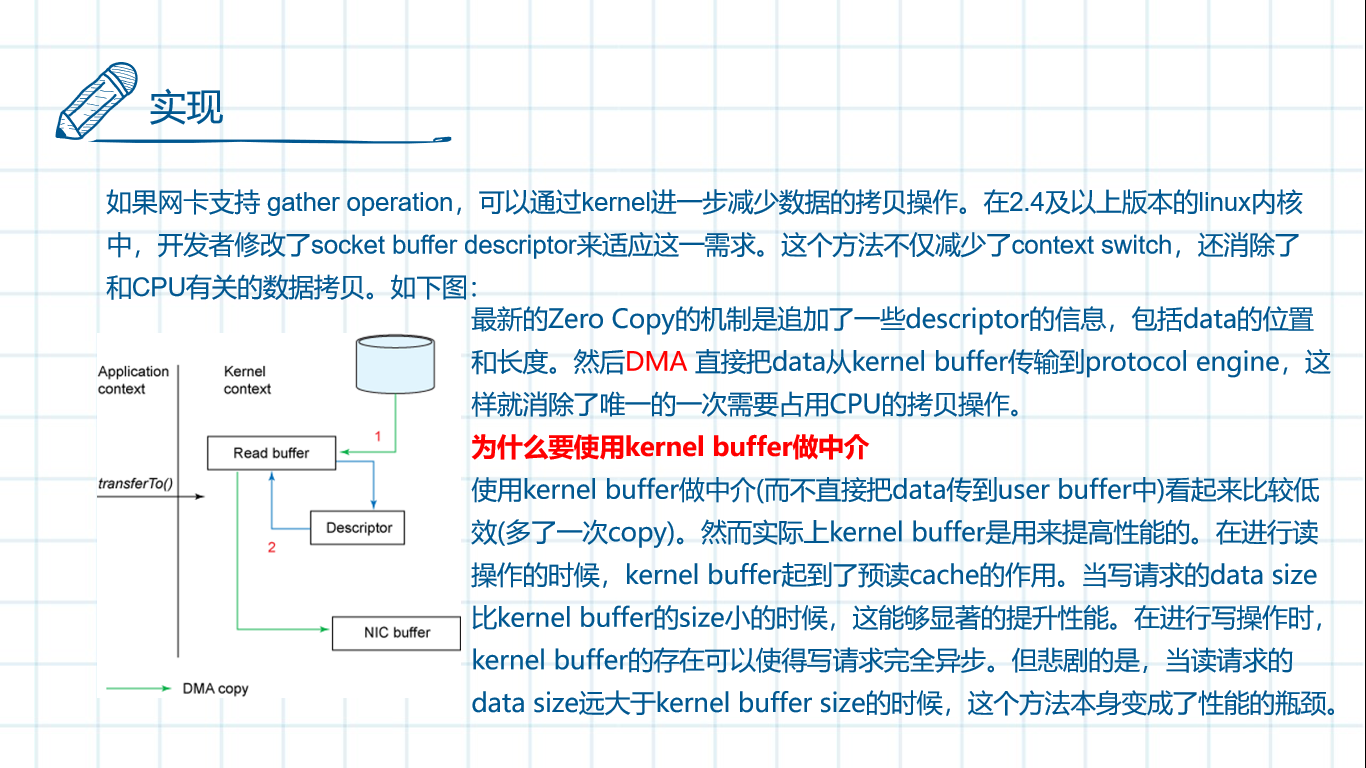 实现
如果网卡支持 gather operation，可以通过kernel进一步减少数据的拷贝操作。在2.4及以上版本的linux内核
中，开发者修改了socket buffer descriptor来适应这一需求。这个方法不仅减少了context switch，还消除了
和CPU有关的数据拷贝。如下图：
最新的Zero Copy的机制是追加了一些descriptor的信息，包括data的位置
和长度。然后DMA 直接把data从kernel buffer传输到protocol engine，这
样就消除了唯一的一次需要占用CPU的拷贝操作。
为什么要使用kernel buffer做中介
使用kernel buffer做中介(而不直接把data传到user buffer中)看起来比较低
效(多了一次copy)。然而实际上kernel buffer是用来提高性能的。在进行读
操作的时候，kernel buffer起到了预读cache的作用。当写请求的data size
比kernel buffer的size小的时候，这能够显著的提升性能。在进行写操作时，
kernel buffer的存在可以使得写请求完全异步。但悲剧的是，当读请求的
data size远大于kernel buffer size的时候，这个方法本身变成了性能的瓶颈。
Application
context
Kernel
context
1
Read buffer
transferTo()
Descriptor
2
NIC buffer
DMA copy